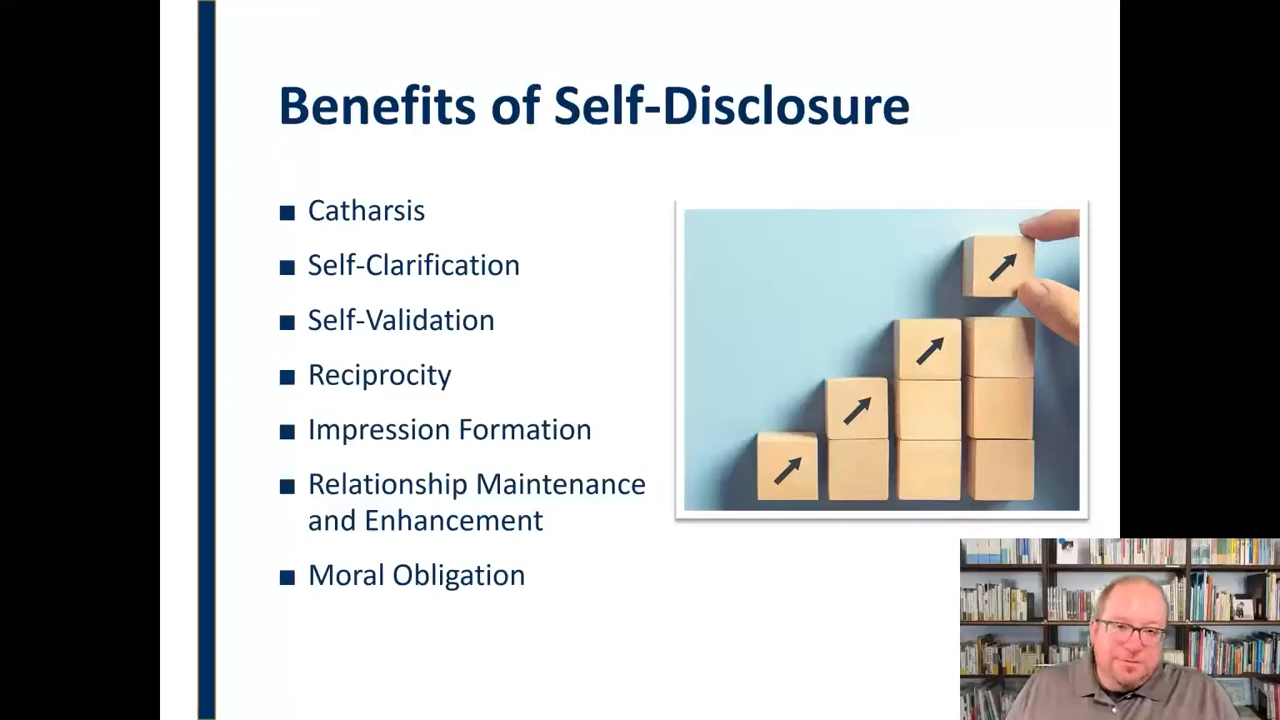 Benefits of Self-Disclosure
■ Catharsis
■ Self-Clarification
■ Self-Validation
■ Reciprocity
■ Impression Formation
■ Relationship Maintenance
and Enhancement
■ Moral Obligation